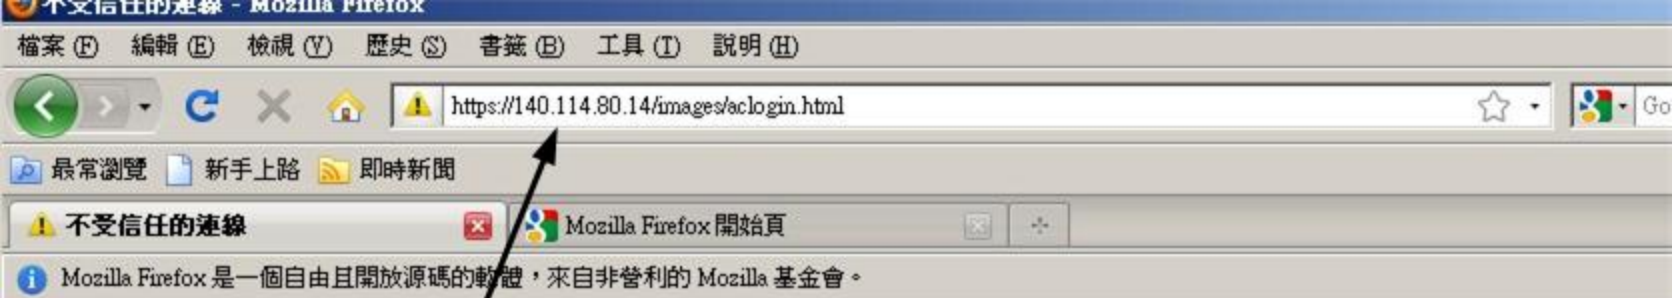 不受信任的連線 - Mozilla Firefox
檔案(F) 編輯(E) 檢視(V) 歷史(S) 書籤(B) 工具(T) 說明(H)
https://140.114.80.14/images/aclogin.html Go
最常瀏覽 新手上路 即時新聞
不受信任的連線 Mozilla Firefox 開始頁
Mozilla Firefox 是一個自由且開放源碼的軟體，來自非營利的 Mozilla 基金會。